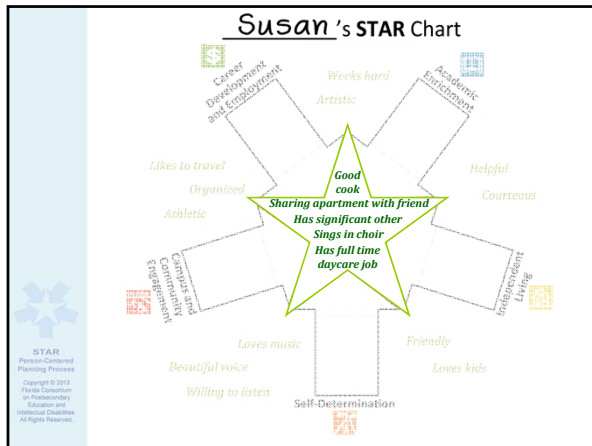 Susan's STAR Chart
Career
Development
and Employment
Academic
Enrichment
Works hard
Artistic
Likes to travel
Organized
Athletic
Helpful
Courteous
Good
cook
Sharing apartment with friend
Has significant other
Sings in choir
Has full time
daycare job
Campus and
Community
Engagement
Independent
Living
Loves music
Beautiful voice
Willing to listen
Friendly
Loves kids
Self-Determination
STAR
Person-Centered
Planning Process
Copyright © 2013
Florida Consortium
on Postsecondary
Education and
Intellectual Disabilities.
All Rights Reserved.